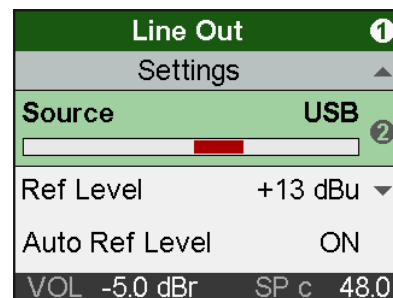 Line Out 1
Settings
Source USB
2
Ref Level +13 dBu
Auto Ref Level ON
VOL -5.0 dBr SP c 48.0